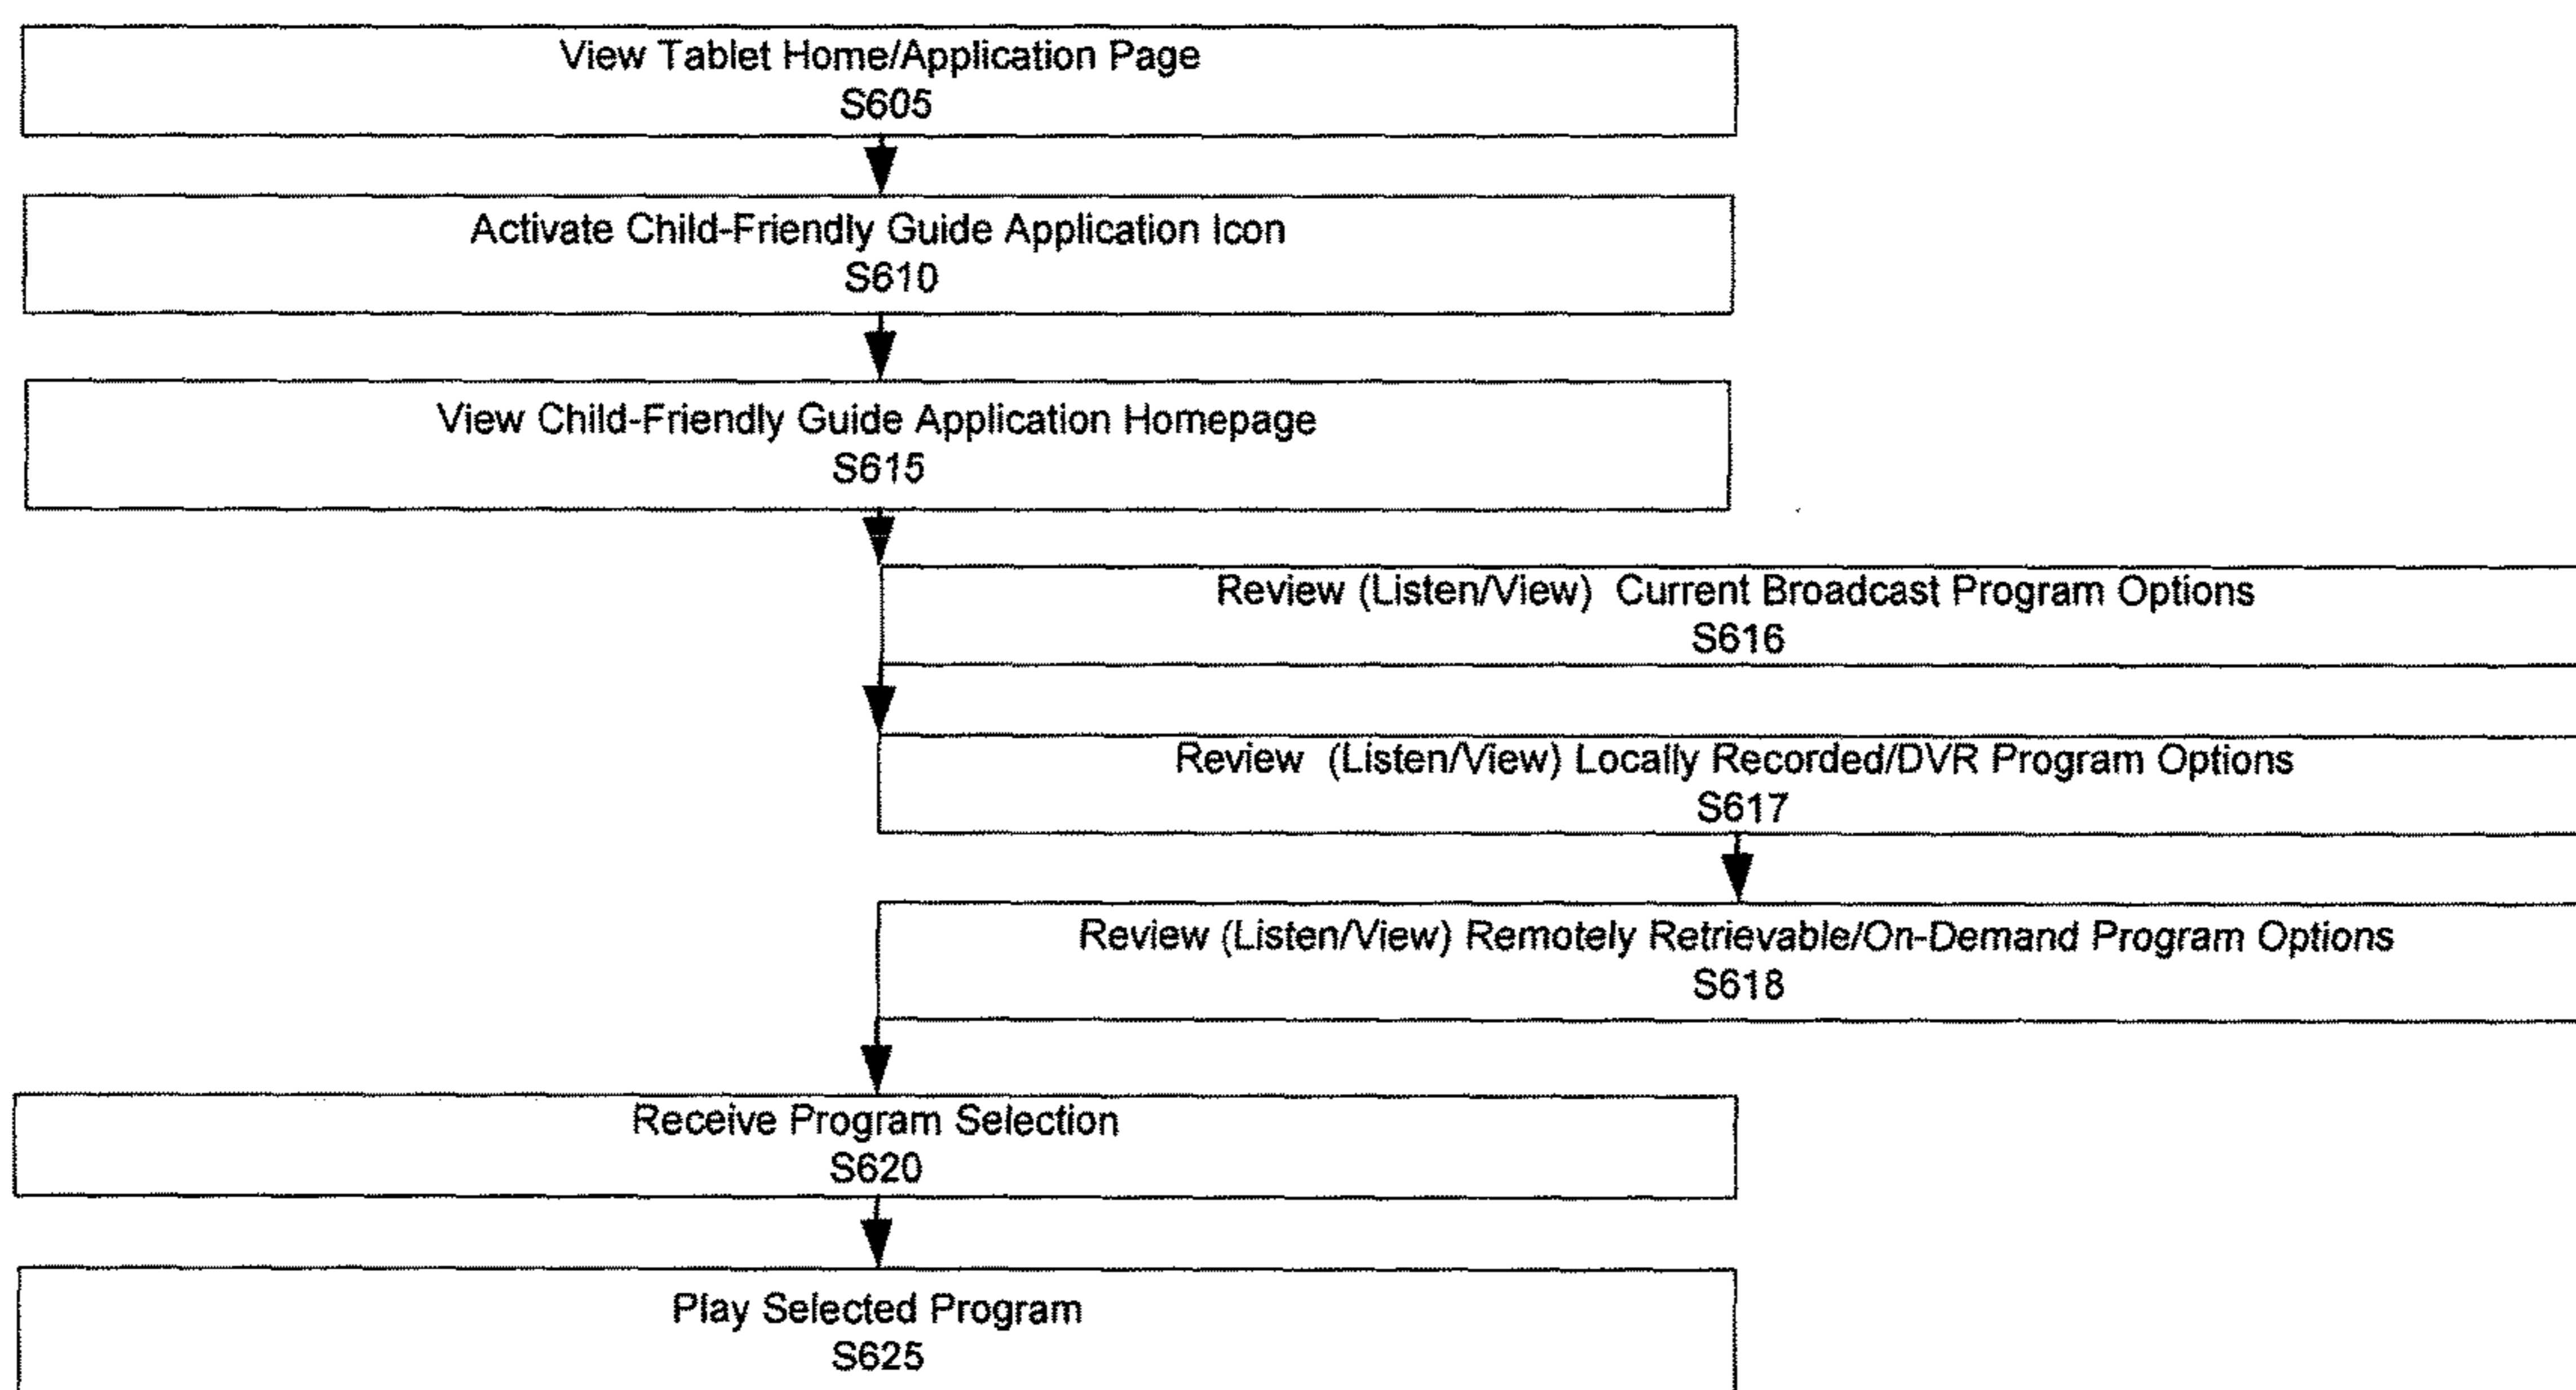 View Tablet Home/Application Page
S605
Activate Child-Friendly Guide Application Icon
S610
View Child-Friendly Guide Application Homepage
S615
Review (Listen/View) Current Broadcast Program Options
S616
Review (Listen/View) Locally Recorded/DVR Program Options
S617
Review (Listen/View) Remotely Retrievable/On-Demand Program Options
S618
Receive Program Selection
S620
Play Selected Program
S625